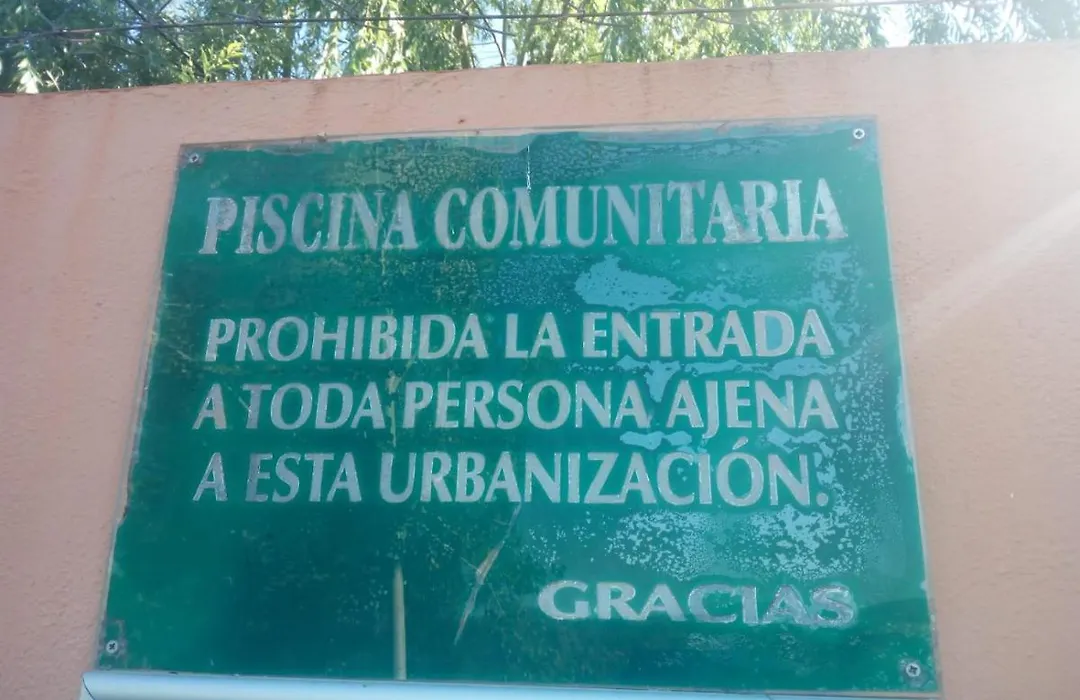 PISCINA COMUNITARIA
PROHIBIDA LA ENTRADA
A TODA PERSONA AJENA
A ESTA URBANIZACIÓN.
GRACIAS